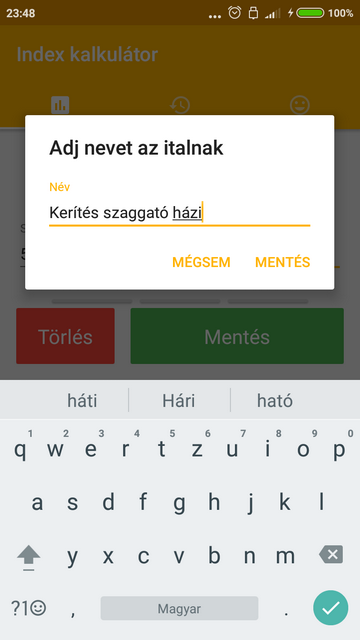 23:48
100%
Index kalkulátor
Adj nevet az italnak
Név
Kerítés szaggató házi
MÉGSEM MENTÉS
Törlés Mentés
háti Hári ható
1 2 3 4 5 6 7 8 9 0
q w e r t z u i o p
a s d f g h j k l
y x c v b n m
?1 , Magyar .